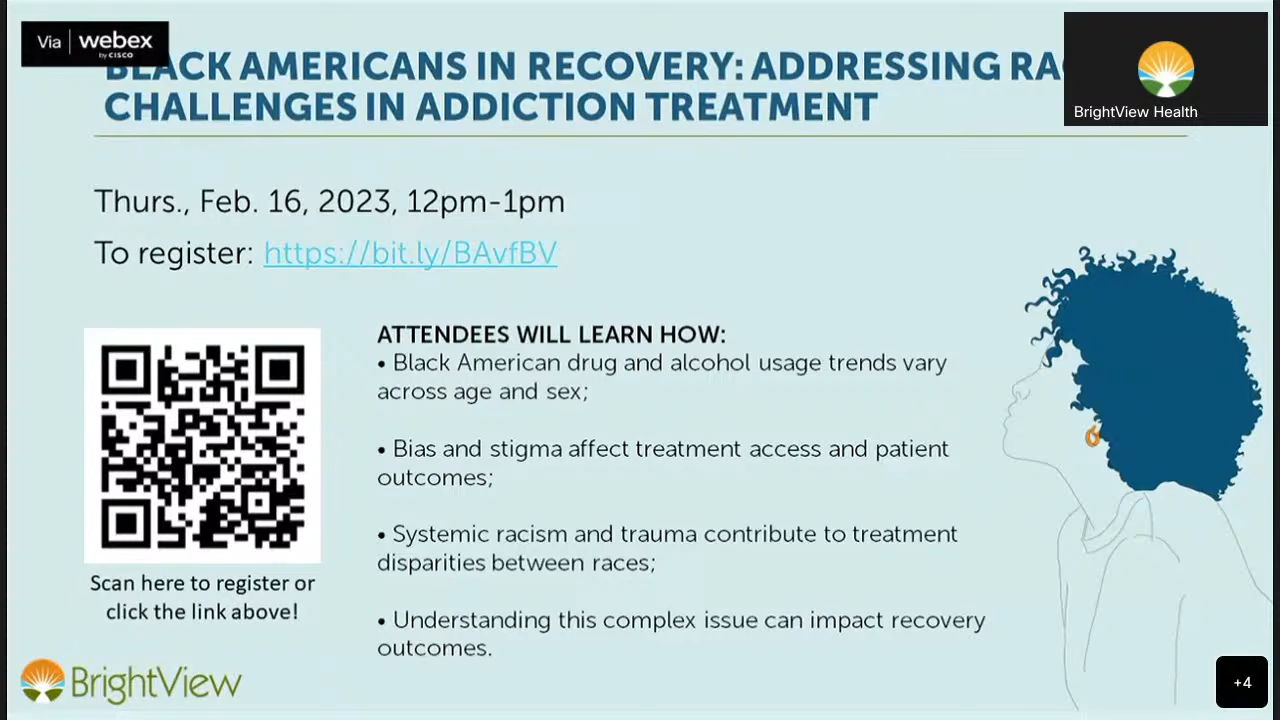 Via webex
by CISCO
BLACK AMERICANS IN RECOVERY: ADDRESSING
CHALLENGES IN ADDICTION TREATMENT
BrightView Health
Thurs., Feb. 16, 2023, 12pm-1pm
To register: https://bit.ly/BAvfBV
ATTENDEES WILL LEARN HOW:
• Black American drug and alcohol usage trends vary
across age and sex;
• Bias and stigma affect treatment access and patient
outcomes;
• Systemic racism and trauma contribute to treatment
disparities between races;
• Understanding this complex issue can impact recovery
outcomes.
Scan here to register or
click the link above!
BrightView
+4